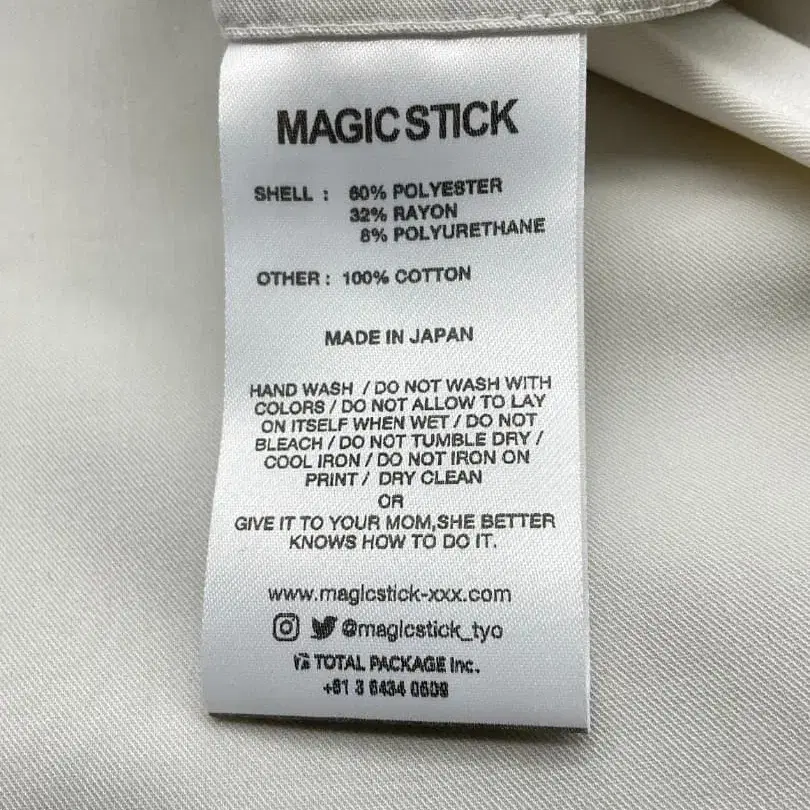 MAGIC STICK
SHELL : 60% POLYESTER
32% RAYON
8% POLYURETHANE
OTHER : 100% COTTON
MADE IN JAPAN
HAND WASH / DO NOT WASH WITH
COLORS / DO NOT ALLOW TO LAY
ON ITSELF WHEN WET / DO NOT
BLEACH / DO NOT TUMBLE DRY /
COOL IRON / DO NOT IRON ON
PRINT / DRY CLEAN
OR
GIVE IT TO YOUR MOM,SHE BETTER
KNOWS HOW TO DO IT.
www.magicstick-xxx.com
@magicstick_tyo
TOTAL PACKAGE Inc.
+81 3 6434 0609